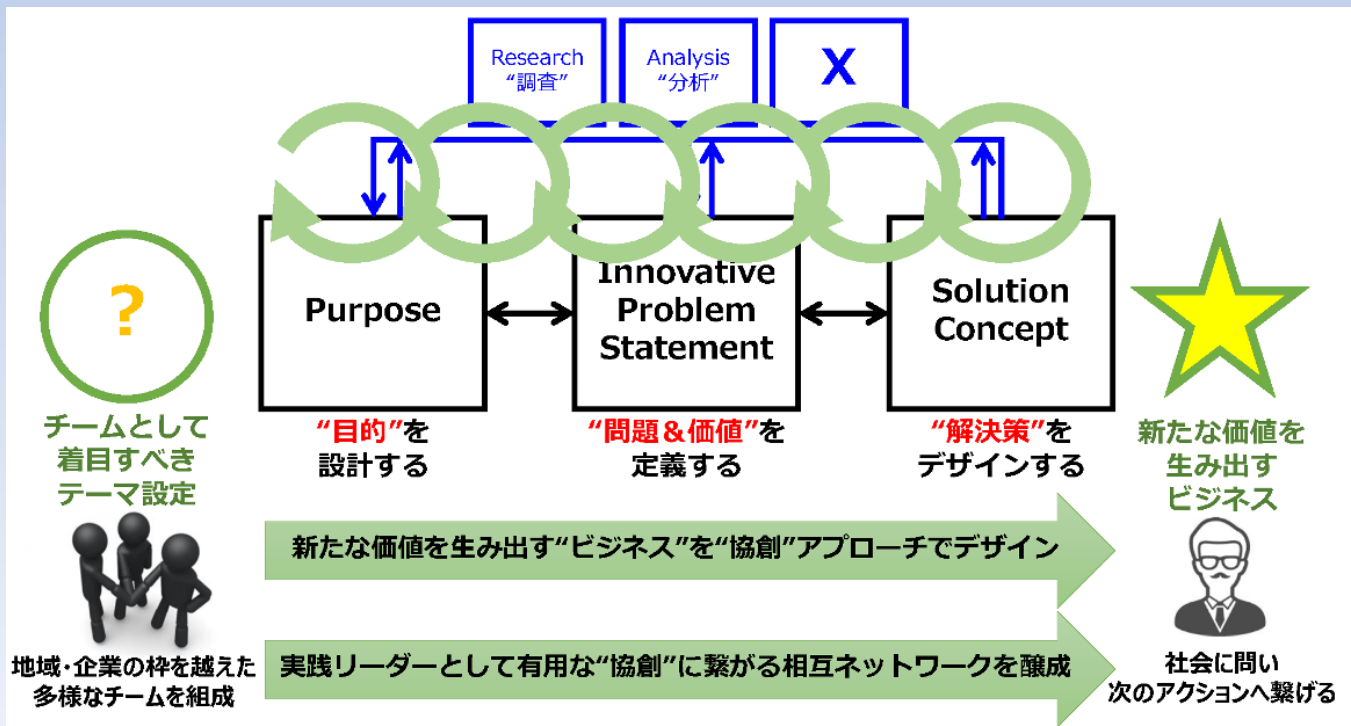 Research
“調査”
Analysis
“分析”
X
?
Purpose
Innovative
Problem
Statement
Solution
Concept
チームとして
着目すべき
テーマ設定
“目的”を
設計する
“問題＆価値”を
定義する
“解決策”を
デザインする
新たな価値を
生み出す
ビジネス
新たな価値を生み出す“ビジネス”を“協創”アプローチでデザイン
地域・企業の枠を越えた
多様なチームを組成
実践リーダーとして有用な“協創”に繋がる相互ネットワークを醸成
社会に問い
次のアクションへ繋げる